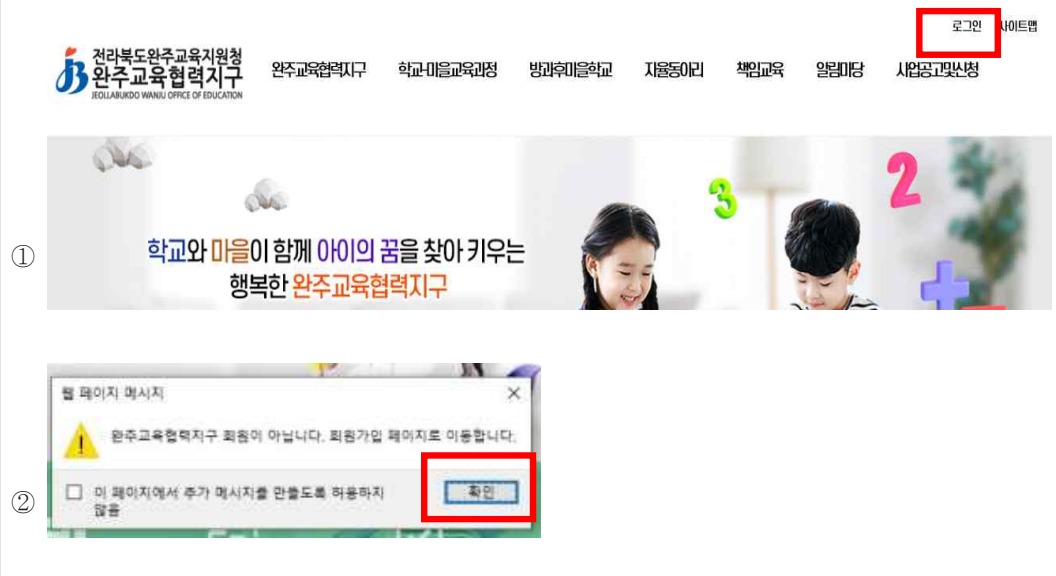 로그인 사이트맵
전라북도완주교육지원청
완주교육협력지구
JEOLLABUKDO WANJU OFFICE OF EDUCATION
완주교육협력지구 학교-마을교육과정 방과후마을학교 자율동아리 책임교육 알림마당 사업공고및신청
3
2
①
학교와 마을이 함께 아이의 꿈을 찾아 키우는
행복한 완주교육협력지구
웹 페이지 메시지
완주교육협력지구 회원이 아닙니다. 회원가입 페이지로 이동합니다.
②
이 페이지에서 추가 메시지를 만들도록 허용하지
않음
확인